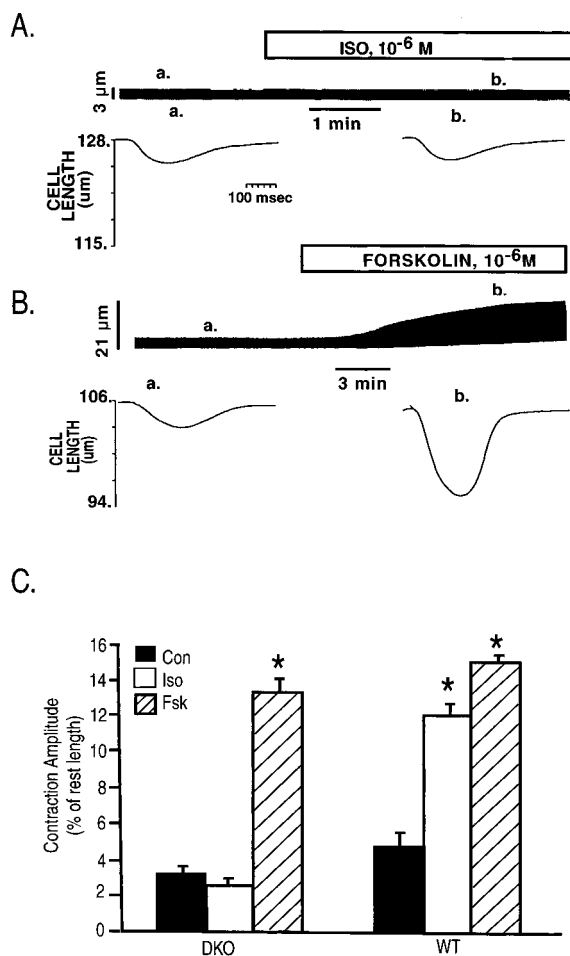 A.
ISO, 10⁻⁶ M
a.
b.
3 μm
1 min
a.
b.
128.
CELL
LENGTH
(um)
115.
100 msec
FORSKOLIN, 10⁻⁶M
B.
a.
b.
21 μm
3 min
a.
b.
106.
CELL
LENGTH
(um)
94.
C.
16
14
12
10
8
6
4
2
0
Contraction Amplitude
(% of rest length)
Con
Iso
Fsk
*
*
*
DKO
WT